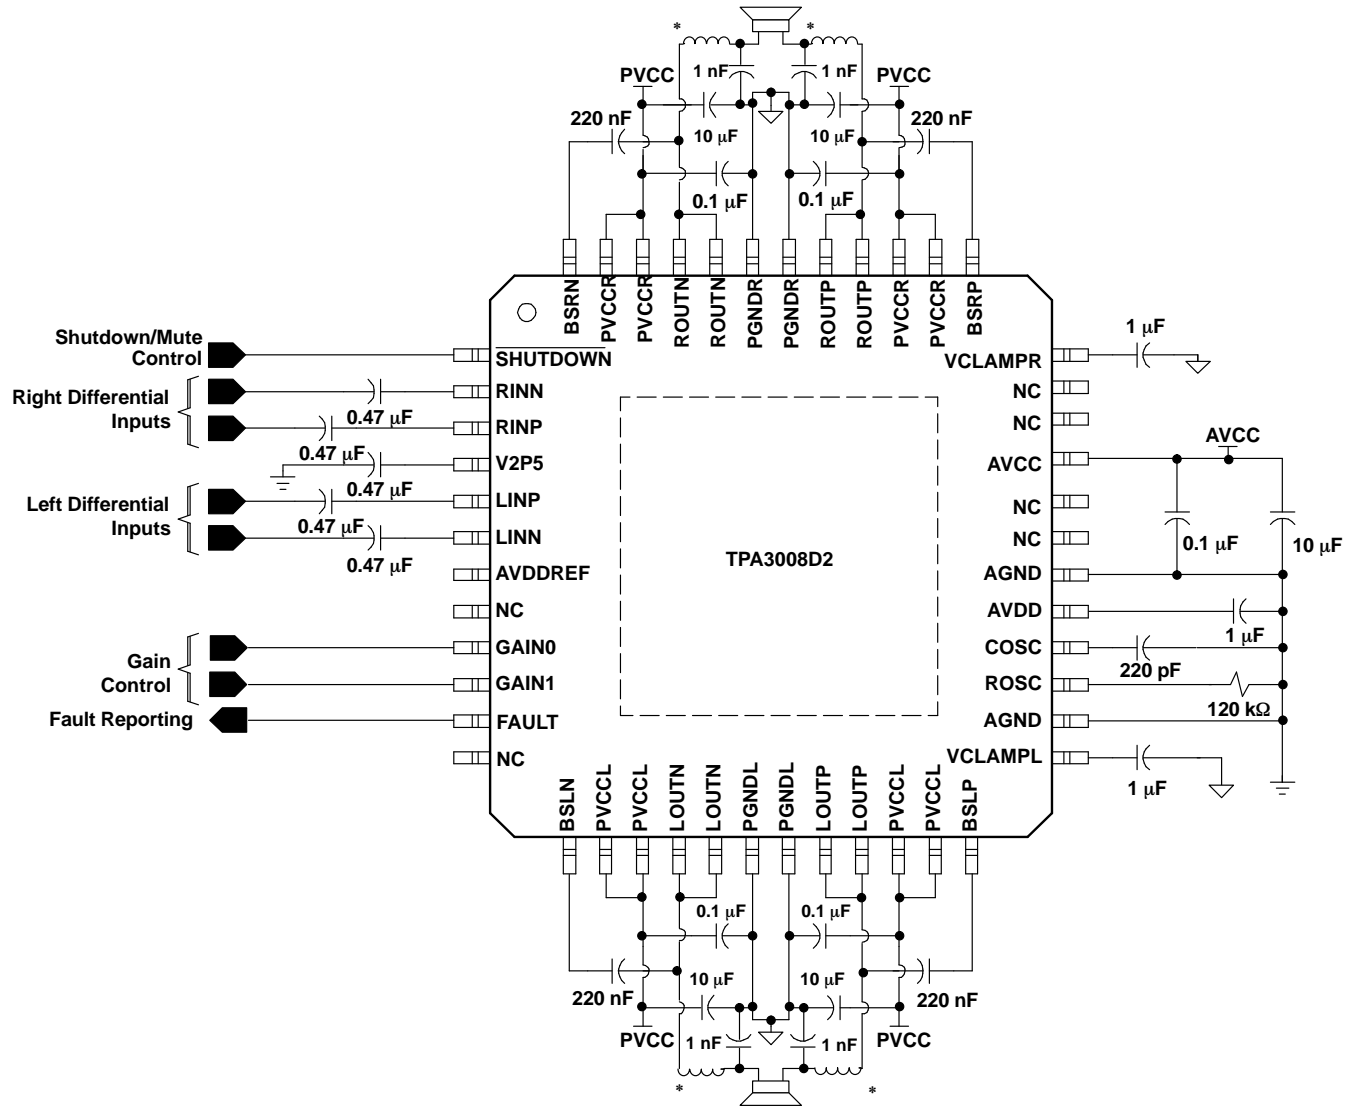 * *
1 nF 1 nF
PVCC PVCC
220 nF 220 nF
10 μF 10 μF
0.1 μF 0.1 μF
BSRN PVCCR PVCCR ROUTN ROUTN PGNDR PGNDR ROUTP ROUTP PVCCR PVCCR BSRP
Shutdown/Mute
Control
SHUTDOWN
Right Differential
Inputs
RINN
0.47 μF
RINP
0.47 μF
V2P5
0.47 μF
Left Differential
Inputs
LINP
0.47 μF
LINN
0.47 μF
AVDDREF
NC
Gain
Control
GAIN0
GAIN1
Fault Reporting
FAULT
NC
TPA3008D2
1 μF
VCLAMPR
NC
NC
AVCC
AVCC
NC
NC
0.1 μF 10 μF
AGND
AVDD
1 μF
COSC
220 pF
ROSC
120 kΩ
AGND
VCLAMPL
1 μF
BSLN PVCCL PVCCL LOUTN LOUTN PGNDL PGNDL LOUTP LOUTP PVCCL PVCCL BSLP
0.1 μF 0.1 μF
10 μF 10 μF
220 nF 220 nF
PVCC PVCC
1 nF 1 nF
* *